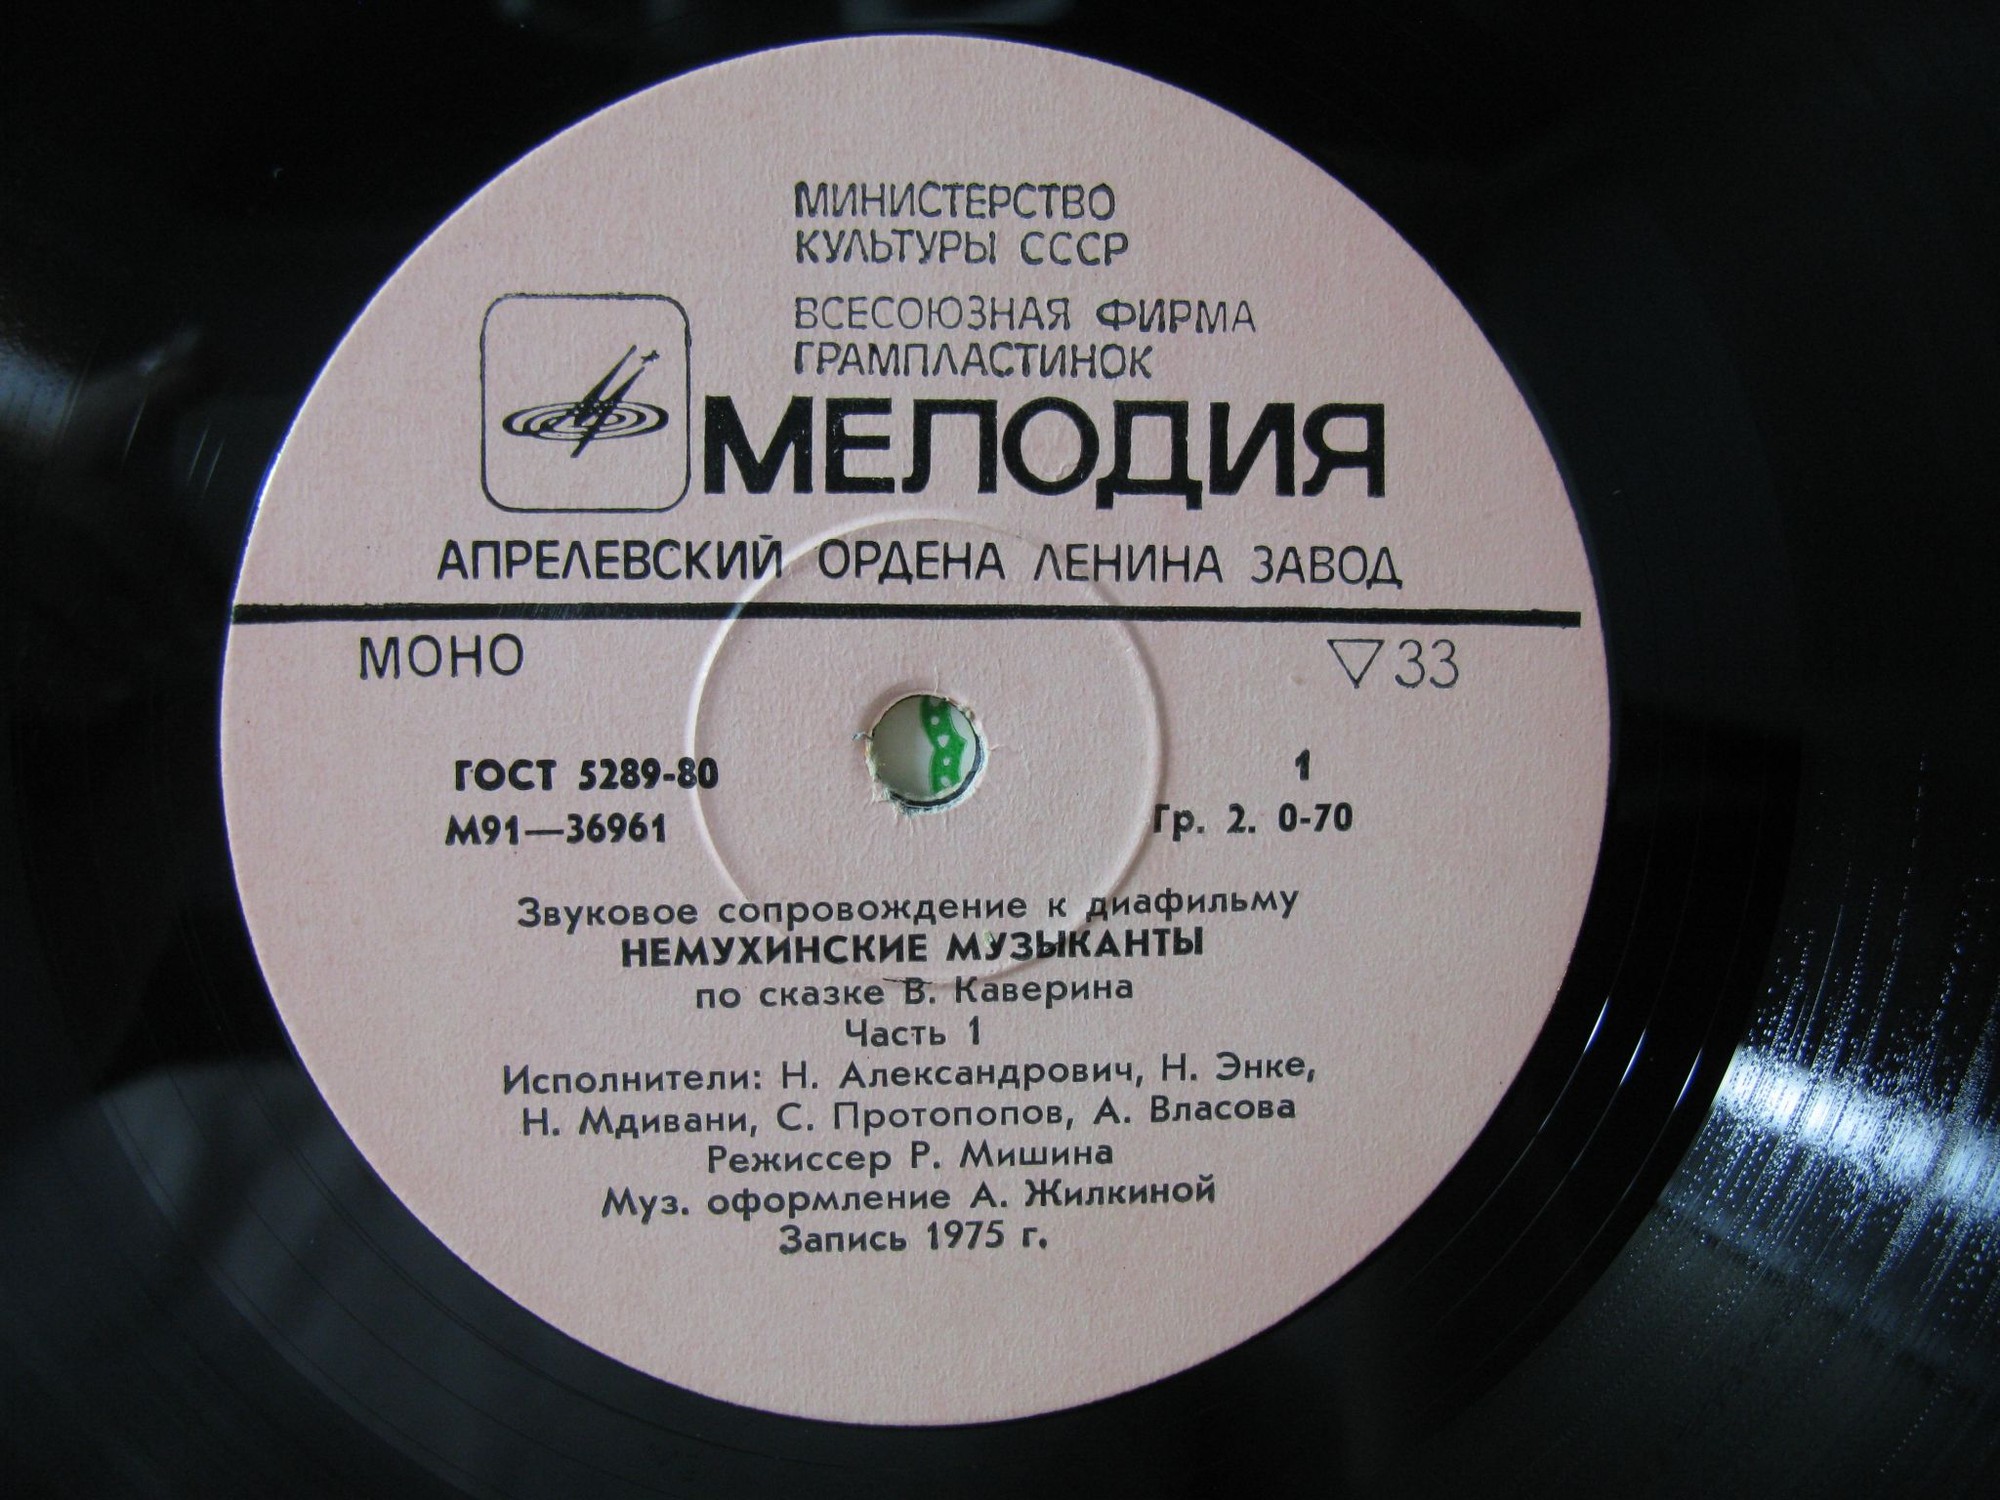 МИНИСТЕРСТВО
КУЛЬТУРЫ СССР
ВСЕСОЮЗНАЯ ФИРМА
ГРАМПЛАСТИНОК
МЕЛОДИЯ
АПРЕЛЕВСКИЙ ОРДЕНА ЛЕНИНА ЗАВОД
МОНО ▽33
ГОСТ 5289-80 1
М91—36961 Гр. 2. 0-70
Звуковое сопровождение к диафильму
НЕМУХИНСКИЕ МУЗЫКАНТЫ
по сказке В. Каверина
Часть 1
Исполнители: Н. Александрович, Н. Энке,
Н. Мдивани, С. Протопопов, А. Власова
Режиссер Р. Мишина
Муз. оформление А. Жилкиной
Запись 1975 г.